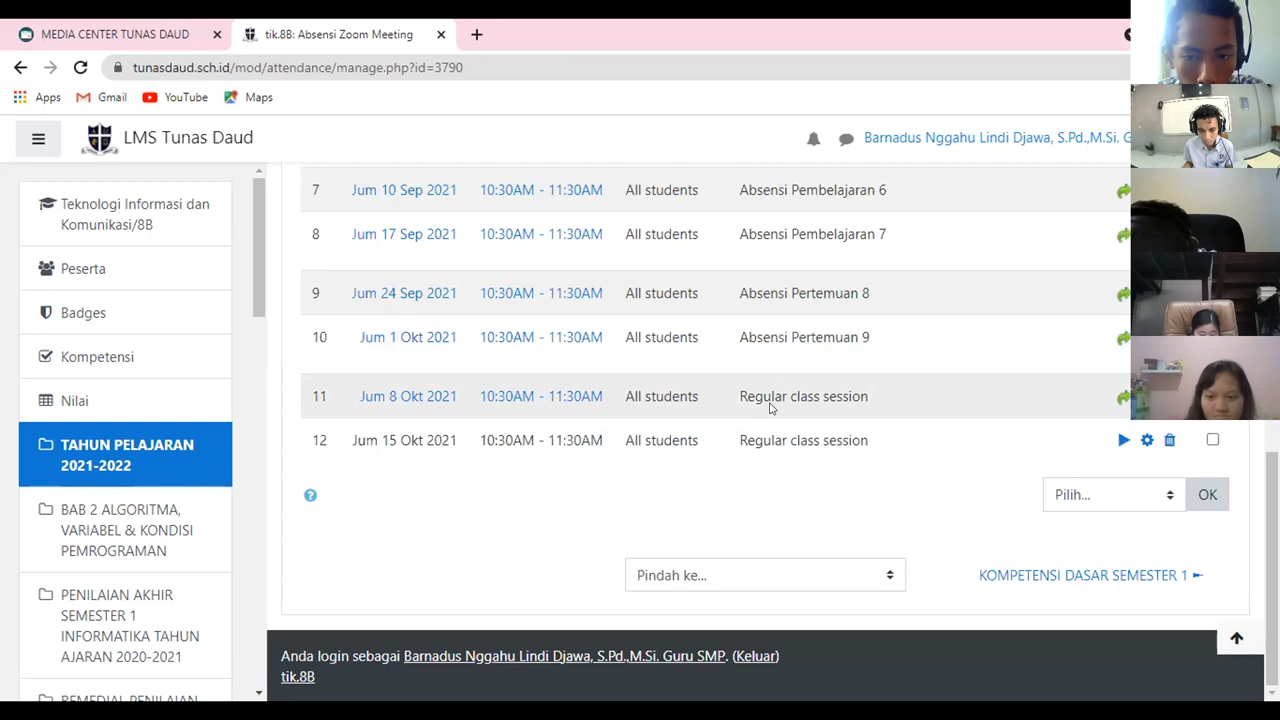 MEDIA CENTER TUNAS DAUD
tik.8B: Absensi Zoom Meeting
tunasdaud.sch.id/mod/attendance/manage.php?id=3790
Apps Gmail YouTube Maps
LMS Tunas Daud
Barnadus Nggahu Lindi Djawa, S.Pd.,M.Si. G
Teknologi Informasi dan
Komunikasi/8B
Peserta
Badges
Kompetensi
Nilai
TAHUN PELAJARAN
2021-2022
BAB 2 ALGORITMA,
VARIABEL & KONDISI
PEMROGRAMAN
PENILAIAN AKHIR
SEMESTER 1
INFORMATIKA TAHUN
AJARAN 2020-2021
REMEDIAL PENILAIAN
7 Jum 10 Sep 2021 10:30AM - 11:30AM All students Absensi Pembelajaran 6
8 Jum 17 Sep 2021 10:30AM - 11:30AM All students Absensi Pembelajaran 7
9 Jum 24 Sep 2021 10:30AM - 11:30AM All students Absensi Pertemuan 8
10 Jum 1 Okt 2021 10:30AM - 11:30AM All students Absensi Pertemuan 9
11 Jum 8 Okt 2021 10:30AM - 11:30AM All students Regular class session
12 Jum 15 Okt 2021 10:30AM - 11:30AM All students Regular class session
Pilih... OK
Pindah ke...
KOMPETENSI DASAR SEMESTER 1
Anda login sebagai Barnadus Nggahu Lindi Djawa, S.Pd.,M.Si. Guru SMP. (Keluar)
tik.8B